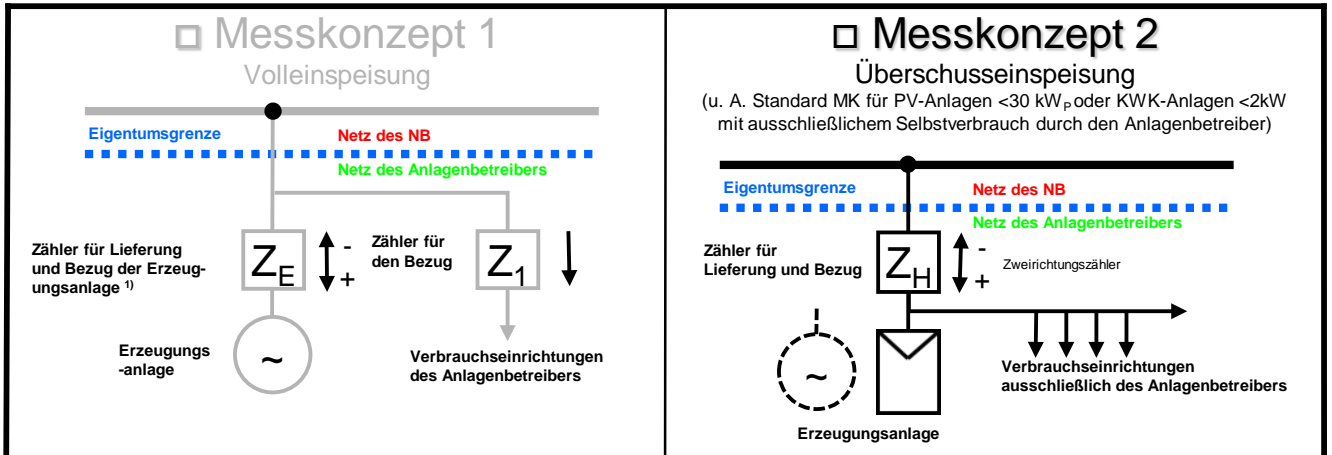 □ Messkonzept 1
Volleinspeisung
Eigentumsgrenze
Netz des NB
Netz des Anlagenbetreibers
Zähler für Lieferung
und Bezug der Erzeug-
ungsanlage 1)
Z_E
-
+
Zähler für
den Bezug
Z_1
Erzeugungs
-anlage
~
Verbrauchseinrichtungen
des Anlagenbetreibers
□ Messkonzept 2
Überschusseinspeisung
(u. A. Standard MK für PV-Anlagen <30 kW_P oder KWK-Anlagen <2kW
mit ausschließlichem Selbstverbrauch durch den Anlagenbetreiber)
Eigentumsgrenze
Netz des NB
Netz des Anlagenbetreibers
Zähler für
Lieferung und Bezug
Z_H
-
+
Zweirichtungszähler
~
Verbrauchseinrichtungen
ausschließlich des Anlagenbetreibers
Erzeugungsanlage